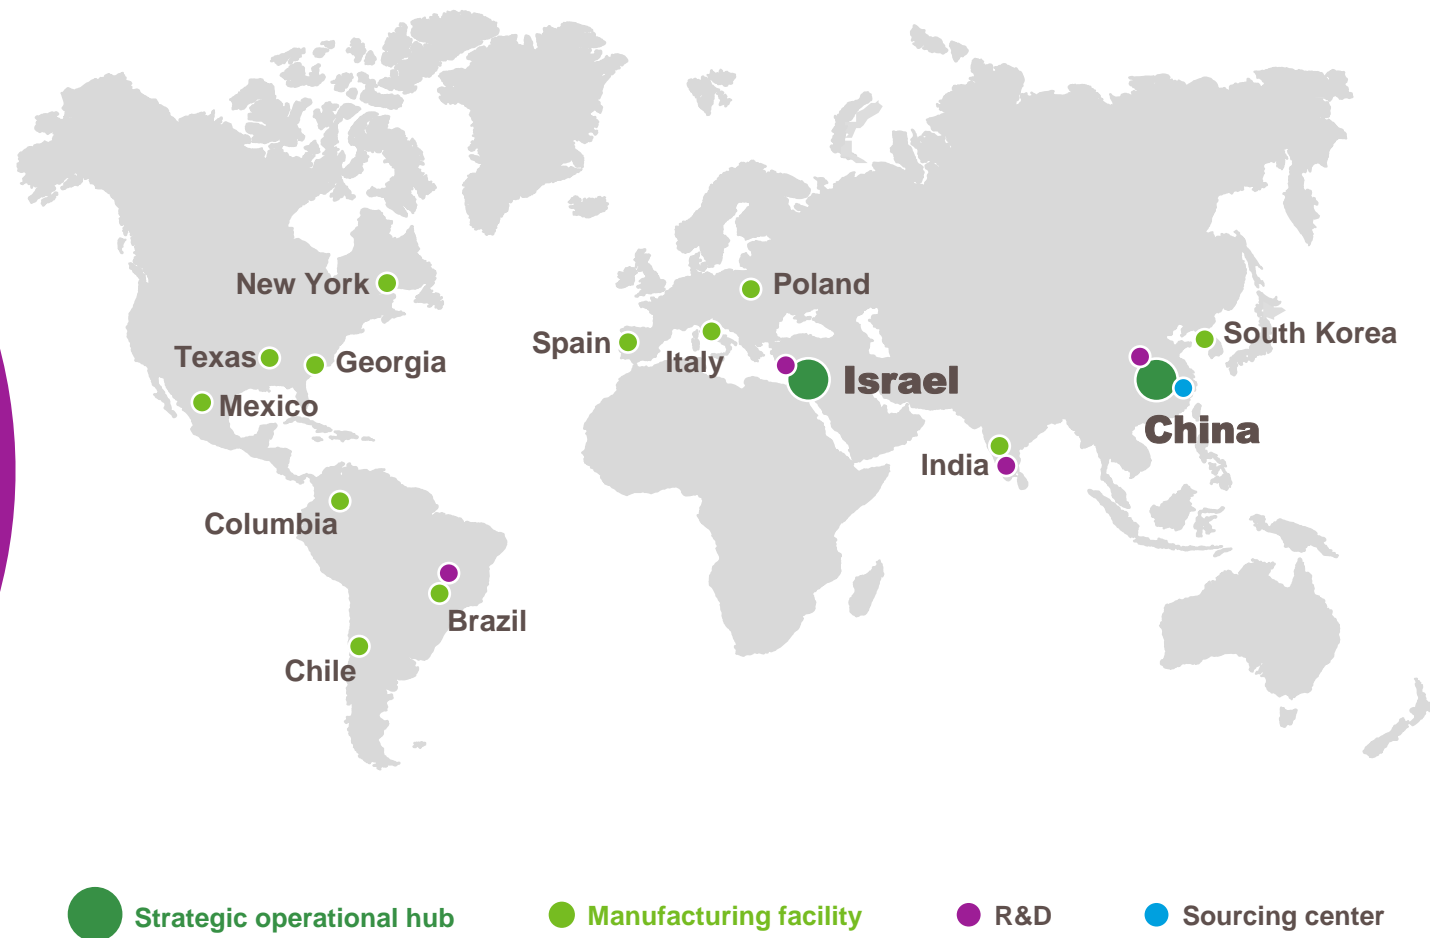 New York
Poland
South Korea
Spain
Texas
Georgia
Italy
Israel
Mexico
China
India
Columbia
Brazil
Chile
Strategic operational hub
Manufacturing facility
R&D
Sourcing center